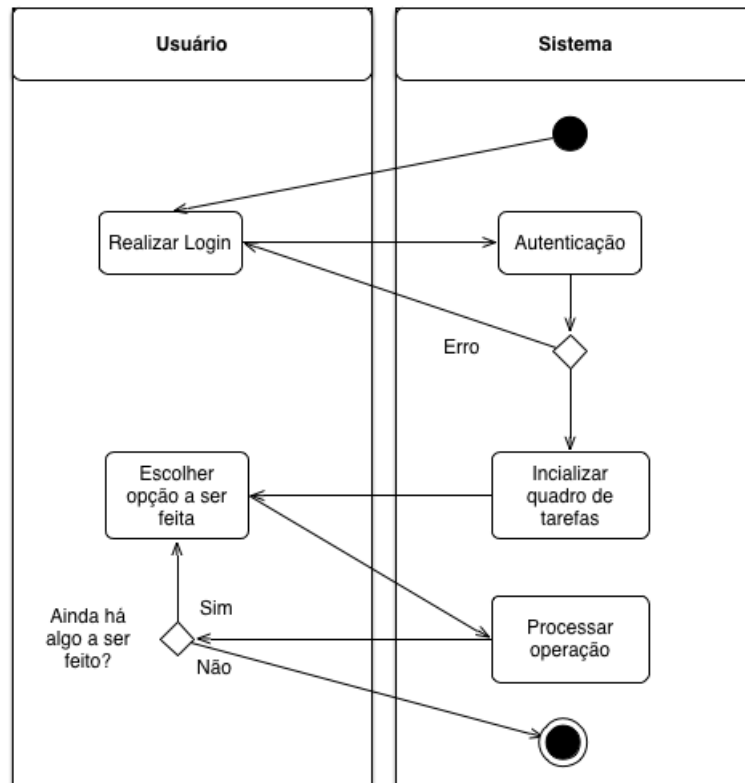 Usuário
Sistema
Realizar Login
Autenticação
Erro
Escolher
opção a ser
feita
Incializar
quadro de
tarefas
Ainda há
algo a ser
feito?
Sim
Não
Processar
operação